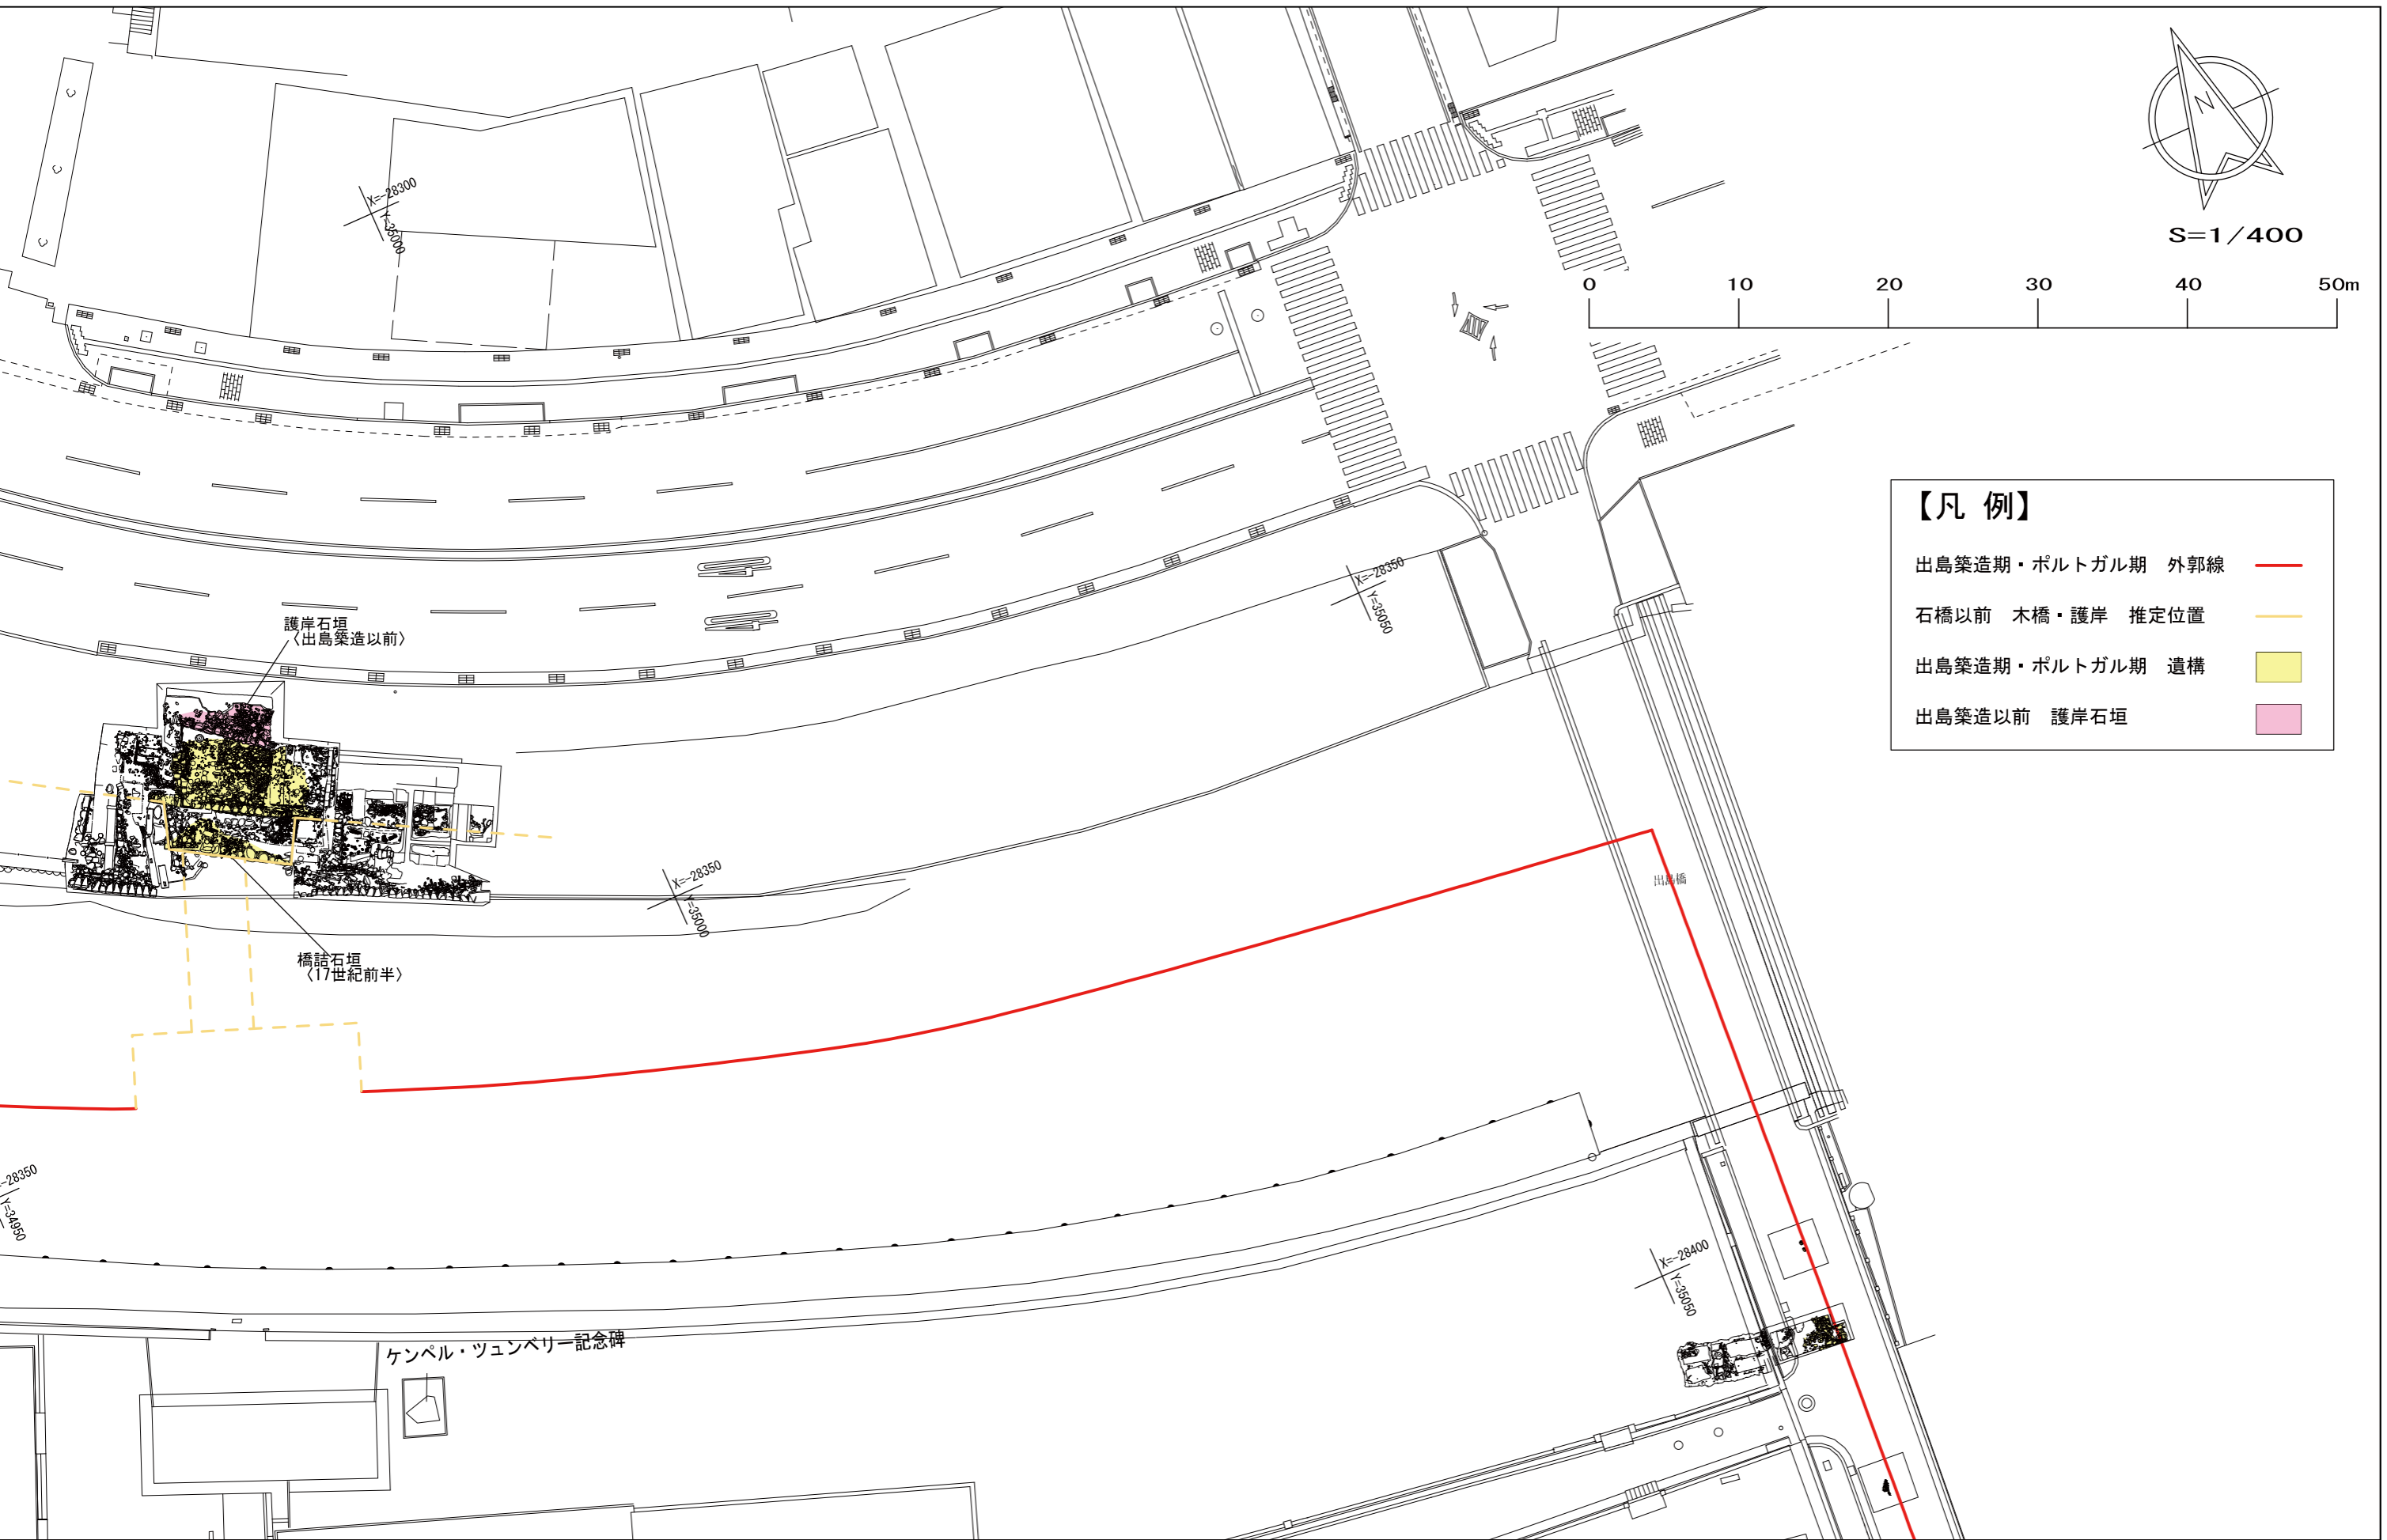 N
S=1/400
0 10 20 30 40 50m
X=-28300
Y=35000
【凡 例】
出島築造期・ポルトガル期 外郭線
石橋以前 木橋・護岸 推定位置
出島築造期・ポルトガル期 遺構
出島築造以前 護岸石垣
X=-28350
Y=35050
護岸石垣
〈出島築造以前〉
X=-28350
Y=35000
出島橋
橋詰石垣
〈17世紀前半〉
-28350
Y=34950
X=-28400
Y=35050
ケンペル・ツュンベリー記念碑